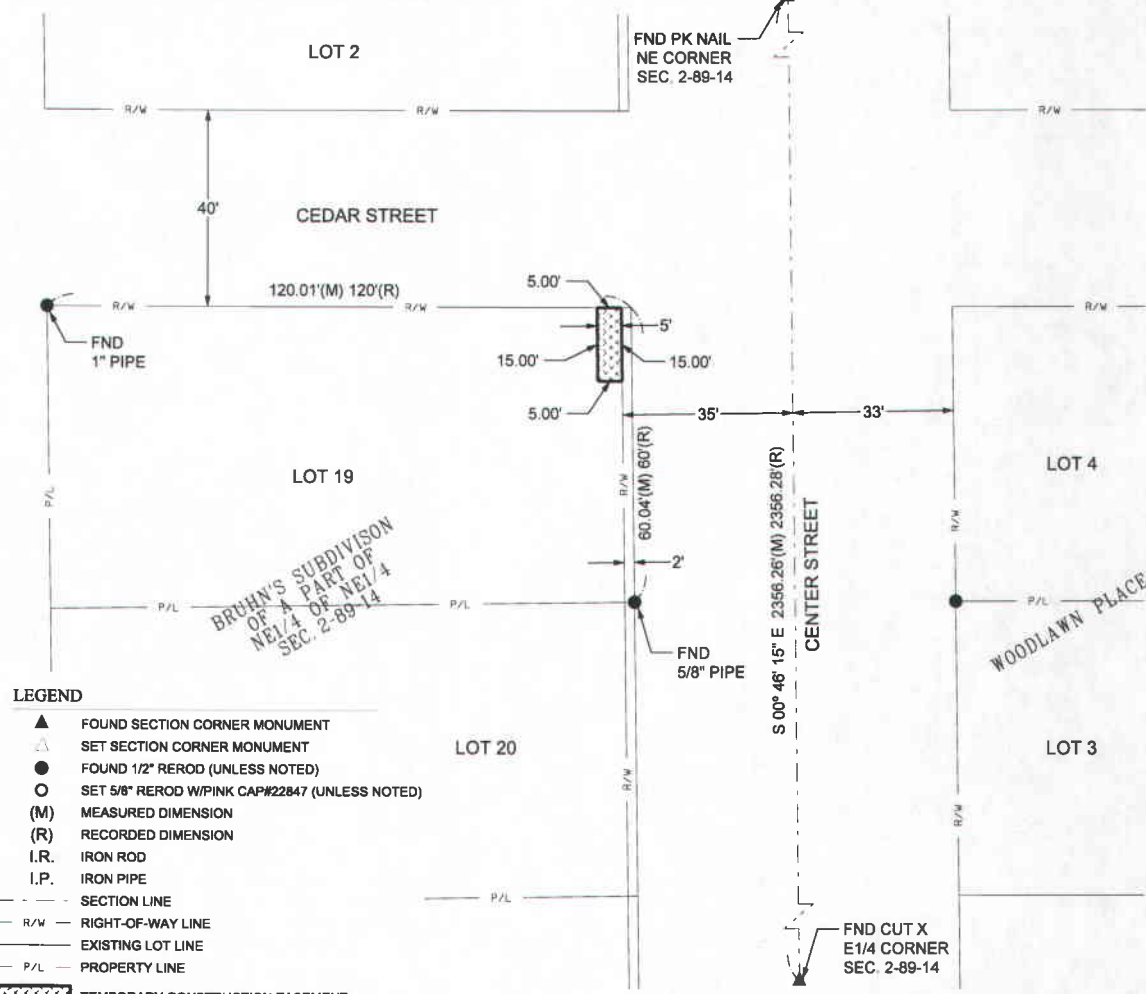 LOT 2
FND PK NAIL
NE CORNER
SEC. 2-89-14
R/W
R/W
R/W
40'
CEDAR STREET
120.01'(M) 120'(R)
5.00'
R/W
R/W
R/W
FND
1" PIPE
5'
15.00'
15.00'
5.00'
35'
33'
LOT 19
LOT 4
P/L
R/W
60.04'(M) 60'(R)
S 00° 46' 15" E 2356.26'(M) 2356.28'(R)
CENTER STREET
R/W
BRUHN'S SUBDIVISON
OF A PART OF
NE1/4 OF NE1/4
SEC. 2-89-14
2'
P/L
P/L
P/L
WOODLAWN PLACE
FND
5/8" PIPE
LEGEND
FOUND SECTION CORNER MONUMENT
SET SECTION CORNER MONUMENT
FOUND 1/2" REROD (UNLESS NOTED)
SET 5/8" REROD W/PINK CAP#22847 (UNLESS NOTED)
(M) MEASURED DIMENSION
(R) RECORDED DIMENSION
I.R. IRON ROD
I.P. IRON PIPE
SECTION LINE
R/W RIGHT-OF-WAY LINE
EXISTING LOT LINE
P/L PROPERTY LINE
TEMPORARY CONSTRUCTION EASEMENT
LOT 20
LOT 3
R/W
R/W
P/L
FND CUT X
E1/4 CORNER
SEC. 2-89-14